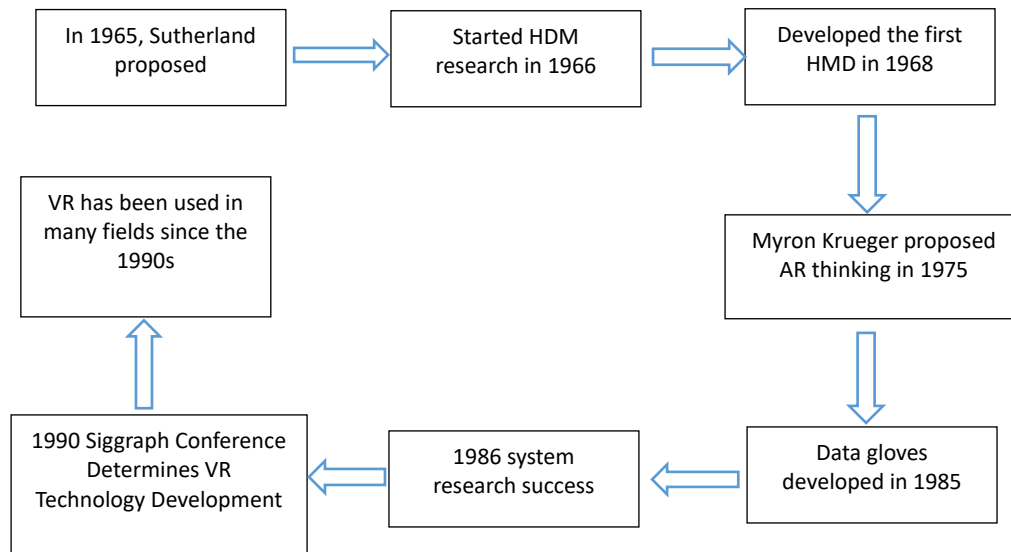 In 1965, Sutherland
proposed
Started HDM
research in 1966
Developed the first
HMD in 1968
Myron Krueger proposed
AR thinking in 1975
Data gloves
developed in 1985
1986 system
research success
1990 Siggraph Conference
Determines VR
Technology Development
VR has been used in
many fields since the
1990s